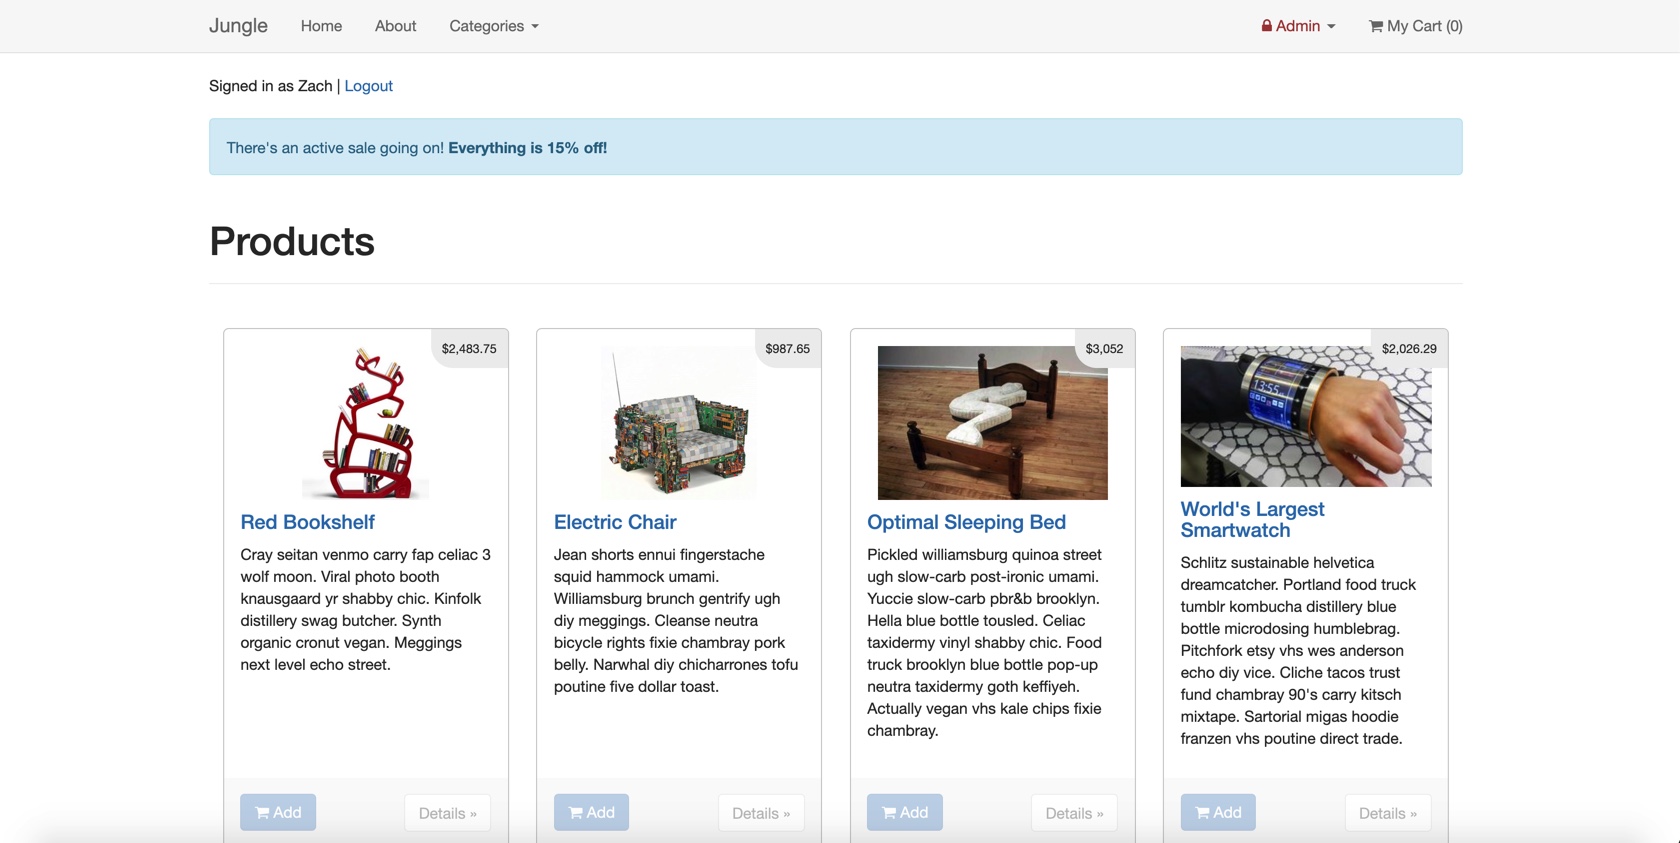 Jungle Home About Categories Admin My Cart (0)
Signed in as Zach | Logout
There's an active sale going on! Everything is 15% off!
Products
$2,483.75
Red Bookshelf
Cray seitan venmo carry fap celiac 3
wolf moon. Viral photo booth
knausgaard yr shabby chic. Kinfolk
distillery swag butcher. Synth
organic cronut vegan. Meggings
next level echo street.
Add Details »
$987.65
Electric Chair
Jean shorts ennui fingerstache
squid hammock umami.
Williamsburg brunch gentrify ugh
diy meggings. Cleanse neutra
bicycle rights fixie chambray pork
belly. Narwhal diy chicharrones tofu
poutine five dollar toast.
Add Details »
$3,052
Optimal Sleeping Bed
Pickled williamsburg quinoa street
ugh slow-carb post-ironic umami.
Yuccie slow-carb pbr&b brooklyn.
Hella blue bottle tousled. Celiac
taxidermy vinyl shabby chic. Food
truck brooklyn blue bottle pop-up
neutra taxidermy goth keffiyeh.
Actually vegan vhs kale chips fixie
chambray.
Add Details »
$2,026.29
13:55
World's Largest
Smartwatch
Schlitz sustainable helvetica
dreamcatcher. Portland food truck
tumblr kombucha distillery blue
bottle microdosing humblebrag.
Pitchfork etsy vhs wes anderson
echo diy vice. Cliche tacos trust
fund chambray 90's carry kitsch
mixtape. Sartorial migas hoodie
franzen vhs poutine direct trade.
Add Details »